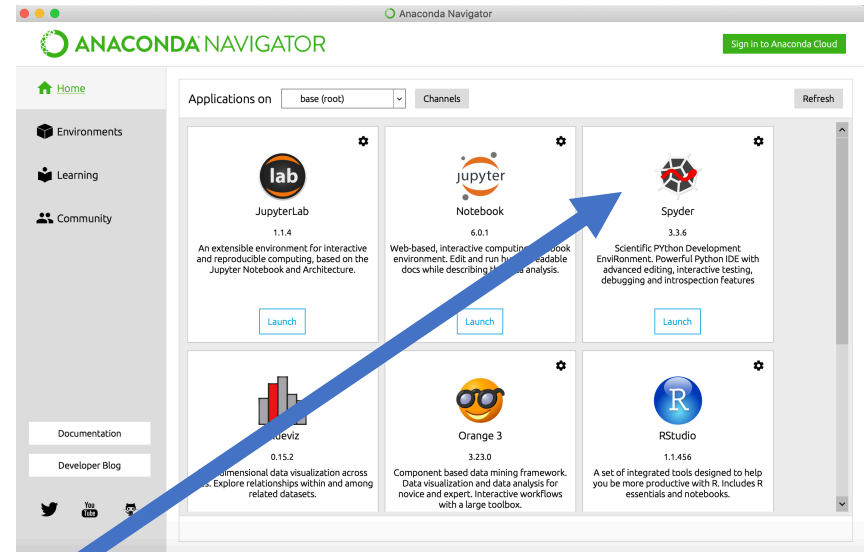 Anaconda Navigator
ANACONDA NAVIGATOR
Sign in to Anaconda Cloud
Home
Applications on
base (root)
Channels
Refresh
Environments
Learning
Community
lab
JupyterLab
1.1.4
An extensible environment for interactive
and reproducible computing, based on the
Jupyter Notebook and Architecture.
Launch
jupyter
Notebook
6.0.1
Web-based, interactive computing
environment. Edit and run
docs while describing analysis.
Launch
Spyder
3.3.6
Scientific PYthon Development
EnviRonment. Powerful Python IDE with
advanced editing, interactive testing,
debugging and introspection features
Launch
0.15.2
data visualization across
Explore relationships within and among
related datasets.
Orange 3
3.23.0
Component based data mining framework.
Data visualization and data analysis for
novice and expert. Interactive workflows
with a large toolbox.
R
RStudio
1.1.456
A set of integrated tools designed to help
you be more productive with R. Includes R
essentials and notebooks.
Documentation
Developer Blog
You
Tube